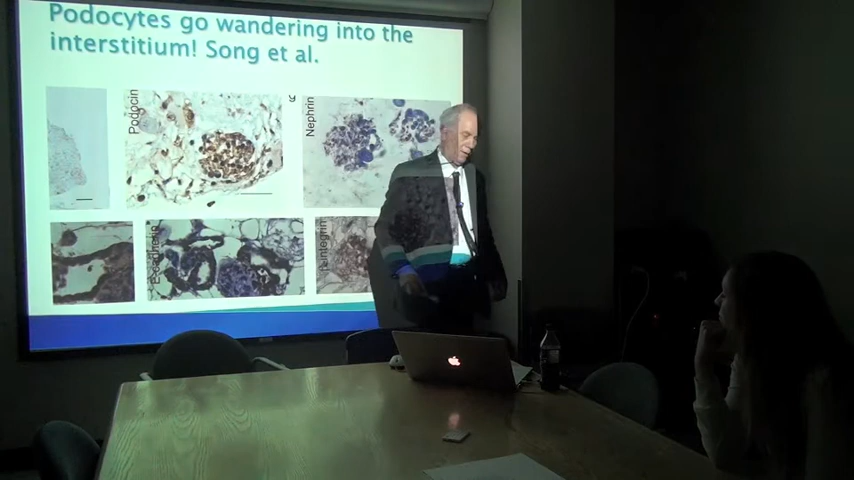 Podocytes go wandering into the
interstitium! Song et al.
Podocin
Nephrin
E-cadherin